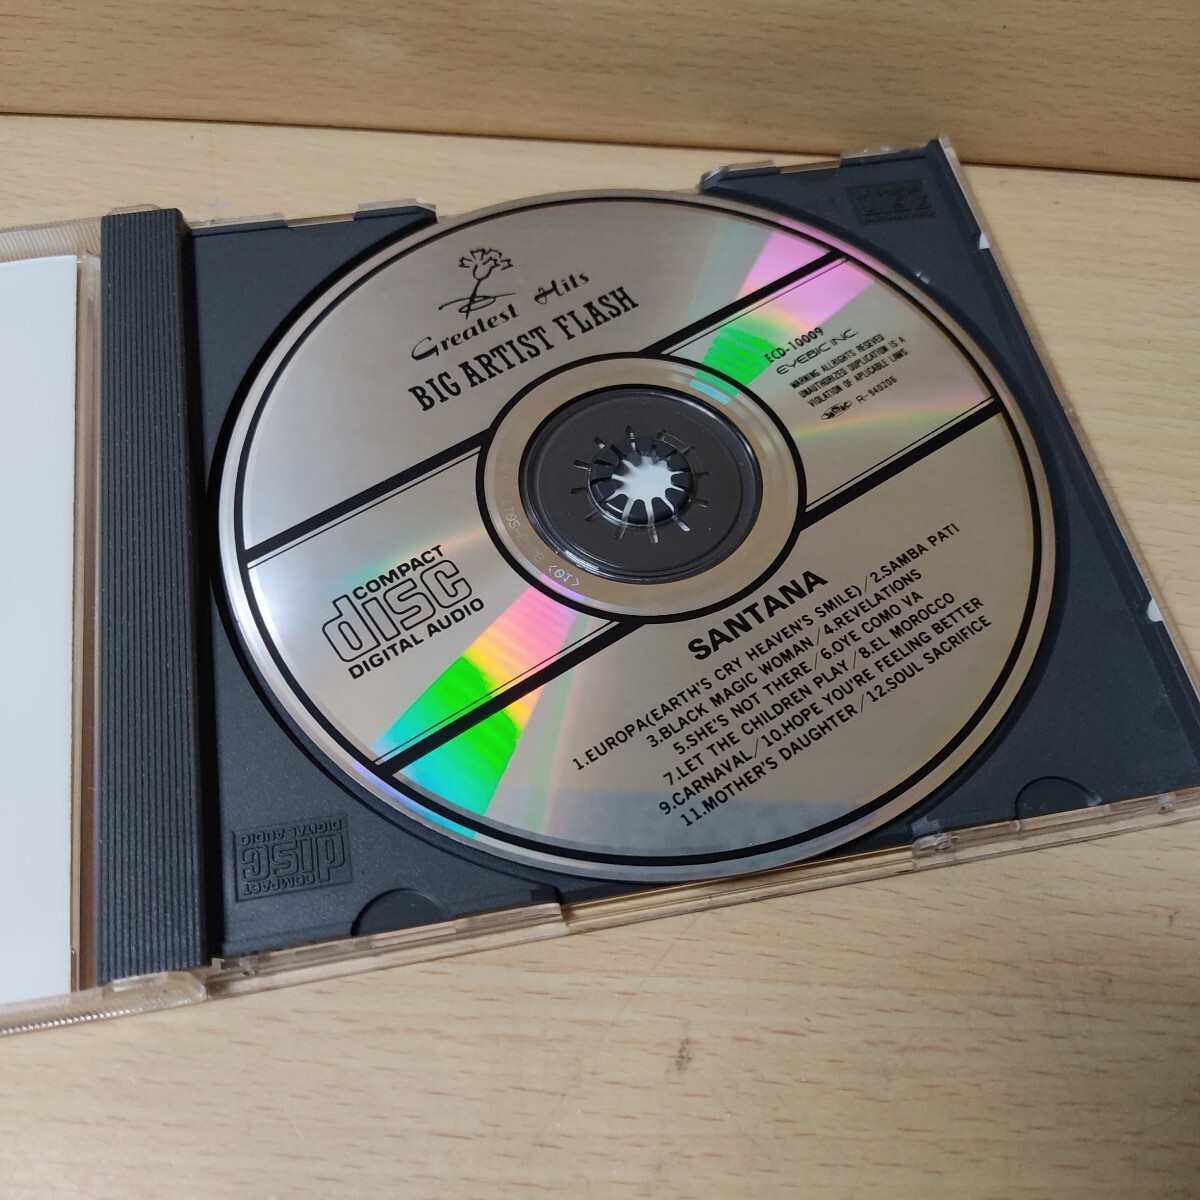 Greatest Hits
BIG ARTIST FLASH
ECD-10009
EYEBIC INC.
WARNING ALLRIGHTS RESERVED
UNAUTHORIZED DUPLICATION IS A
VIOLATION OF APLICABLE LAWS
R-940206
COMPACT
disc
DIGITAL AUDIO
SANTANA
1.EUROPA(EARTH'S CRY HEAVEN'S SMILE)/2.SAMBA PATI
3.BLACK MAGIC WOMAN/4.REVELATIONS
5.SHE'S NOT THERE/6.OYE COMO VA
7.LET THE CHILDREN PLAY/8.EL MOROCCO
9.CARNAVAL/10.HOPE YOU'RE FEELING BETTER
11.MOTHER'S DAUGHTER/12.SOUL SACRIFICE
COMPACT
disc
DIGITAL AUDIO